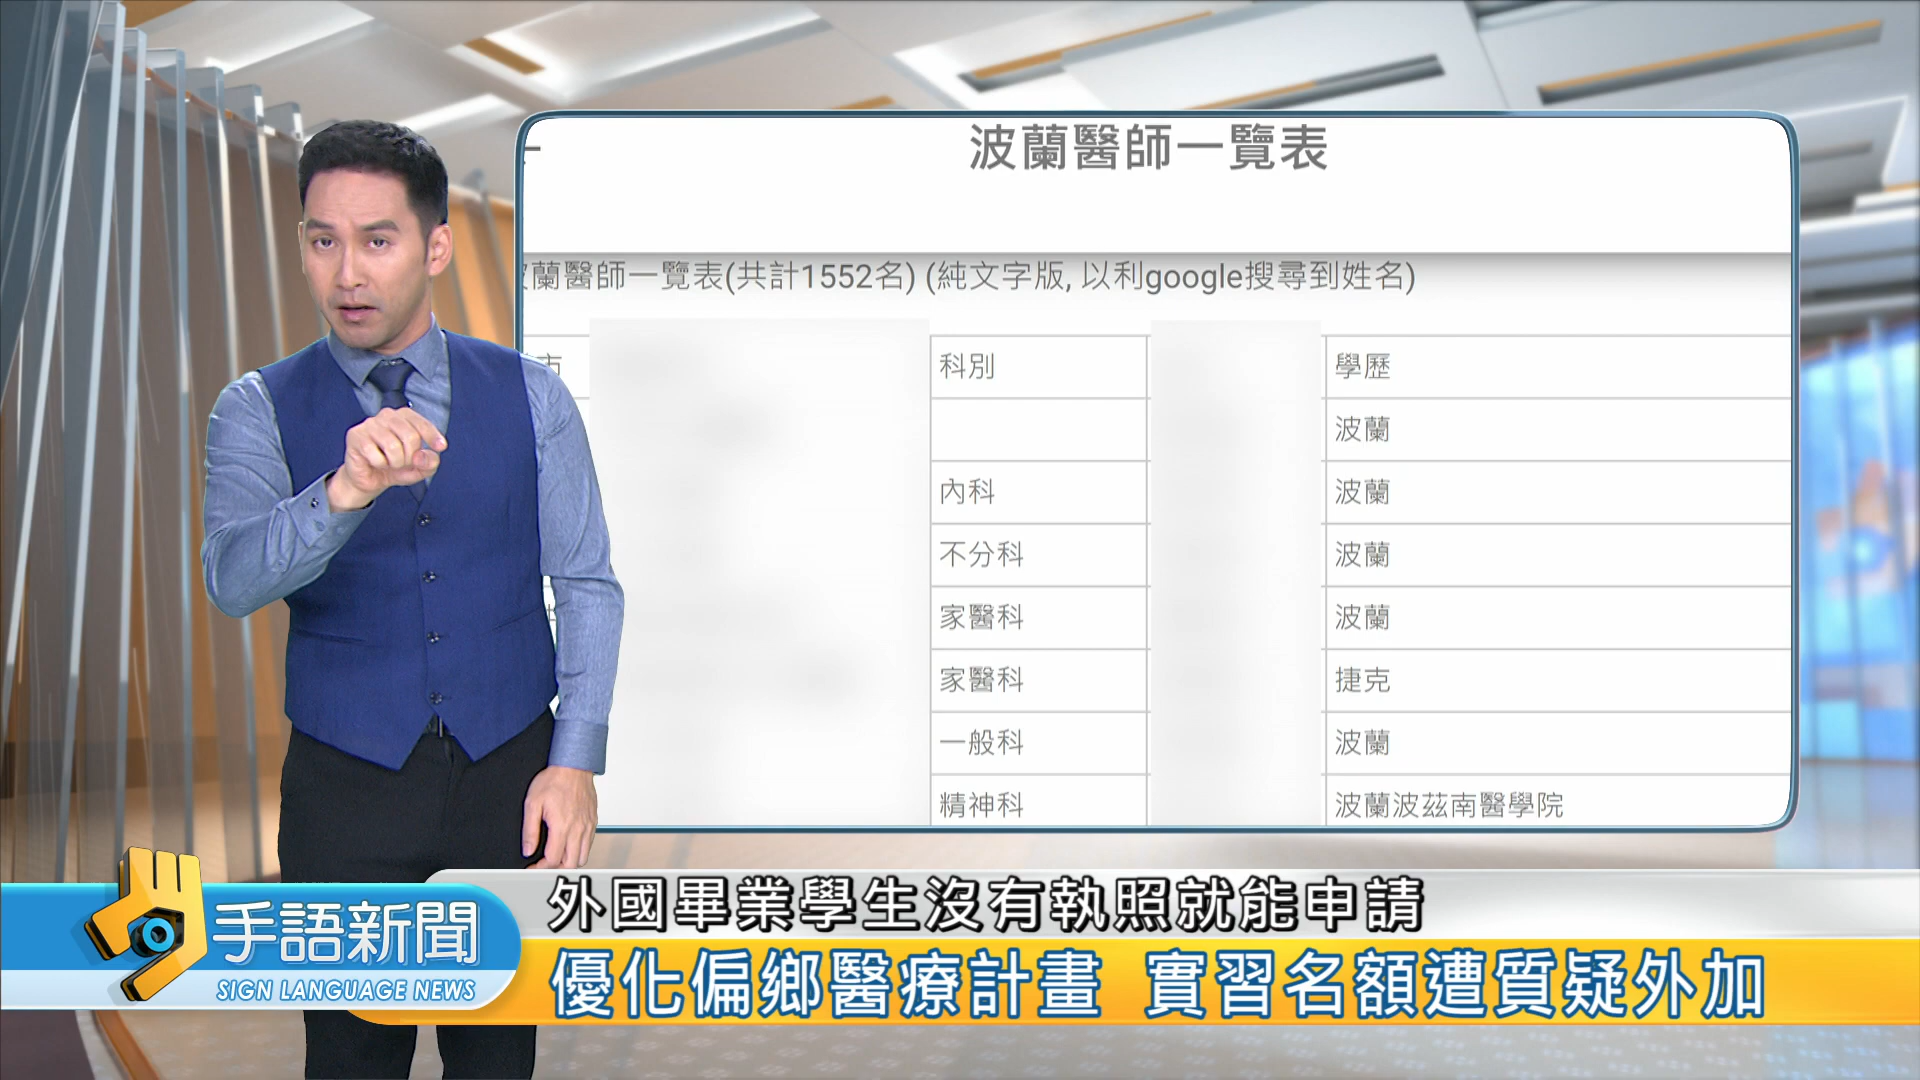 波蘭醫師一覽表
蘭醫師一覽表(共計1552名) (純文字版, 以利google搜尋到姓名)
市 科別 學歷
波蘭
內科 波蘭
不分科 波蘭
家醫科 波蘭
家醫科 捷克
一般科 波蘭
精神科 波蘭波茲南醫學院
外國畢業學生沒有執照就能申請
優化偏鄉醫療計畫 實習名額遭質疑外加
手語新聞
SIGN LANGUAGE NEWS